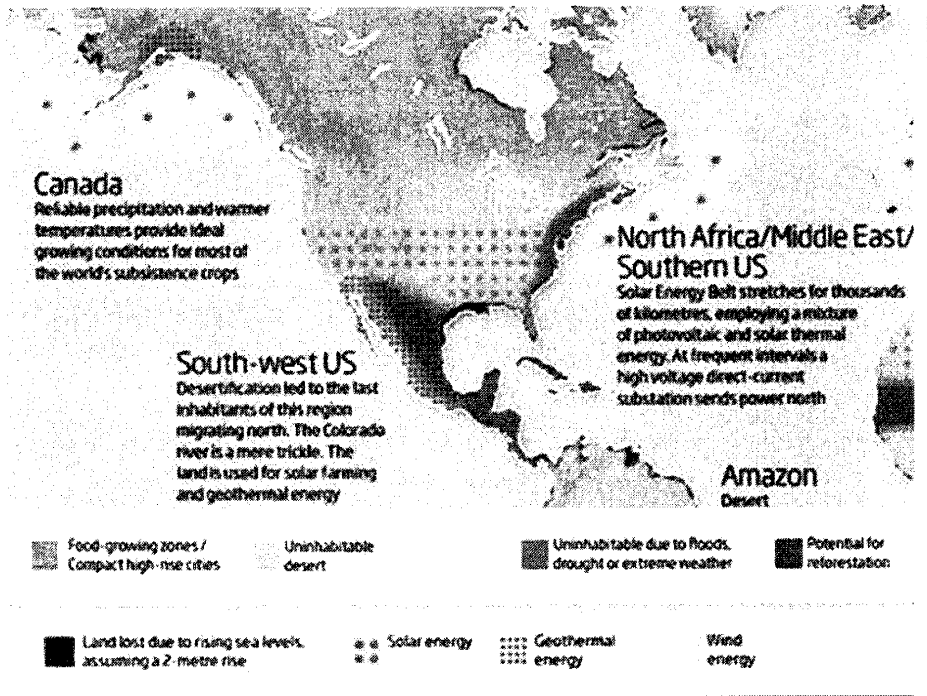 Canada
Reliable precipitation and warmer
temperatures provide ideal
growing conditions for most of
the world's subsistence crops
North Africa/Middle East/
Southern US
Solar Energy Belt stretches for thousands
of kilometres, employing a mixture
of photovoltaic and solar thermal
energy. At frequent intervals a
high voltage direct-current
substation sends power north
South-west US
Desertification led to the last
inhabitants of this region
migrating north. The Colorado
river is a mere trickle. The
land is used for solar farming
and geothermal energy
Amazon
Desert
Food-growing zones /
Compact high-rise cities
Uninhabitable
desert
Uninhabitable due to floods,
drought or extreme weather
Potential for
reforestation
Land lost due to rising sea levels,
assuming a 2-metre rise
Solar energy
Geothermal
energy
Wind
energy